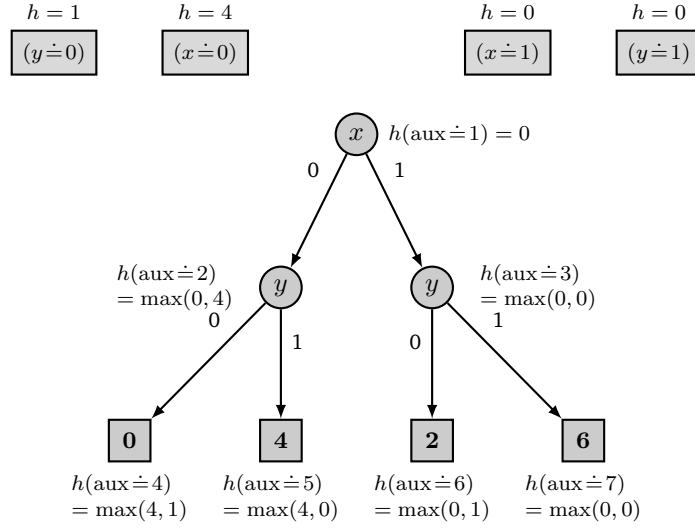 h = 1
h = 4
h = 0
h = 0
(y≐0)
(x≐0)
(x≐1)
(y≐1)
x
h(aux≐1) = 0
0
1
h(aux≐2)
= max(0, 4)
y
y
h(aux≐3)
= max(0, 0)
0
1
0
1
0
4
2
6
h(aux≐4)
= max(4, 1)
h(aux≐5)
= max(4, 0)
h(aux≐6)
= max(0, 1)
h(aux≐7)
= max(0, 0)